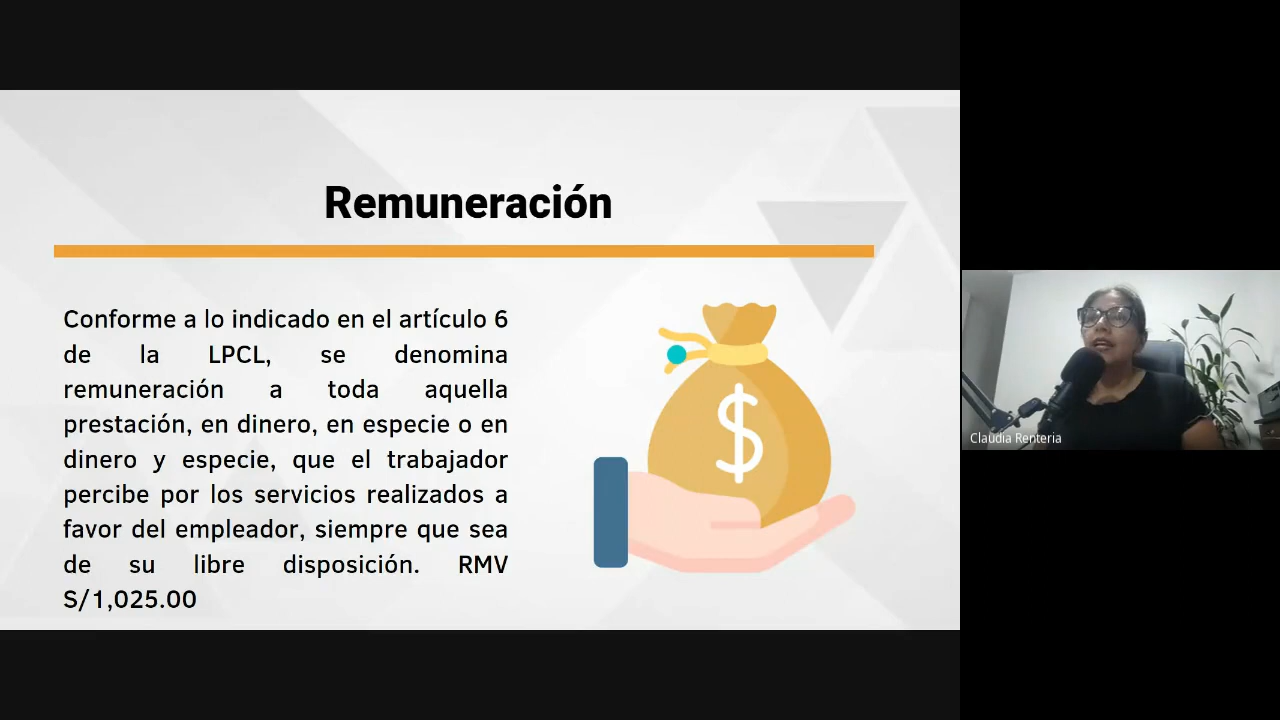 Remuneración
Conforme a lo indicado en el artículo 6
de la LPCL, se denomina
remuneración a toda aquella
prestación, en dinero, en especie o en
dinero y especie, que el trabajador
percibe por los servicios realizados a
favor del empleador, siempre que sea
de su libre disposición. RMV
S/1,025.00
$
Claudia Renteria